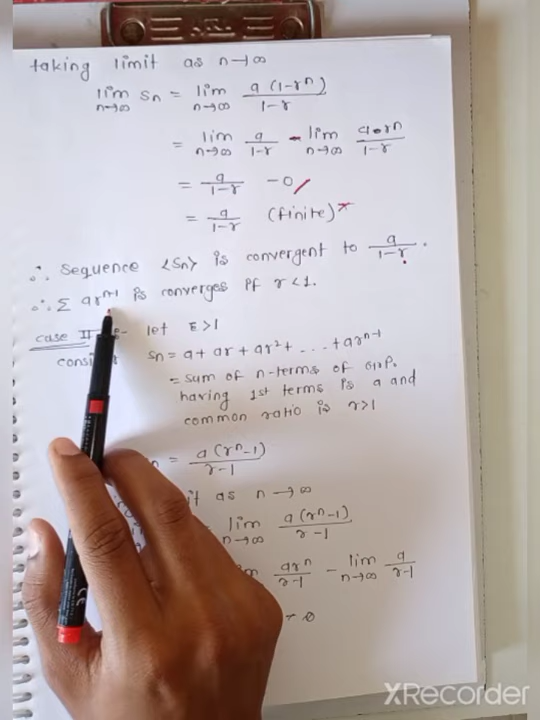 taking limit as n→∞
lim n→∞ Sn = lim n→∞ a(1-rⁿ)/1-r
= lim n→∞ a/1-r - lim n→∞ a·rⁿ/1-r
= a/1-r - 0
= a/1-r (finite)
∴ sequence <Sn> is convergent to a/1-r.
∴ Σ arⁿ⁻¹ is converges if r<1.
case II :- let r>1
consider Sn = a+ar+ar²+...+arⁿ⁻¹
= sum of n-terms of G.P.
having 1st terms is a and
common ratio is r>1
n = a(rⁿ-1)/r-1
it as n→∞
lim n→∞ a(rⁿ-1)/r-1
arⁿ/r-1 - lim n→∞ a/r-1
XRecorder